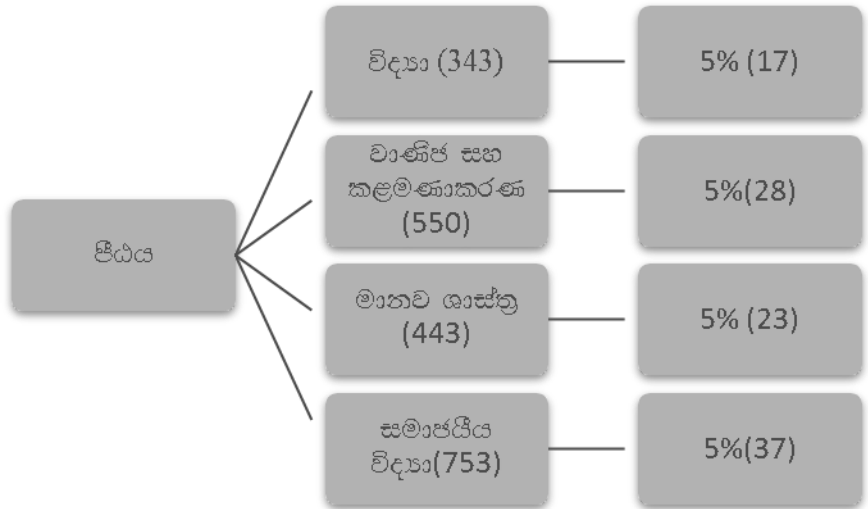 පීඨය
විද්‍යා (343)
5% (17)
වාණිජ සහ
කළමණාකරණ
(550)
5%(28)
මානව ශාස්ත්‍ර
(443)
5% (23)
සමාජයීය
විද්‍යා(753)
5%(37)